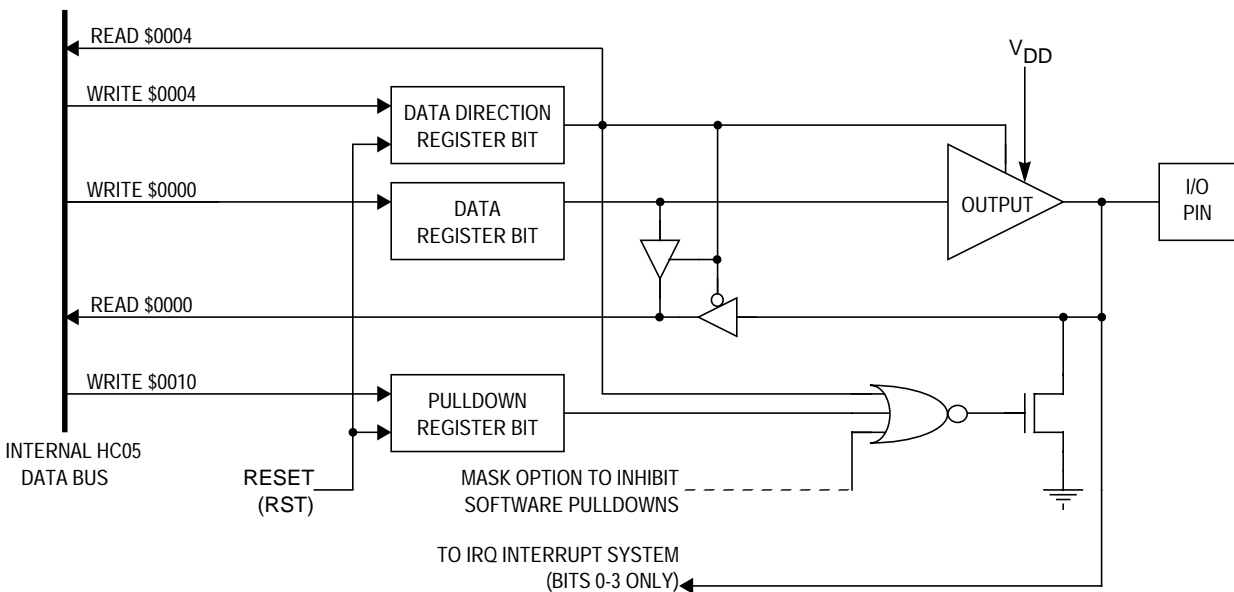 READ $0004
V DD
WRITE $0004
DATA DIRECTION
REGISTER BIT
WRITE $0000
DATA
REGISTER BIT
OUTPUT
I/O
PIN
READ $0000
WRITE $0010
PULLDOWN
REGISTER BIT
INTERNAL HC05
DATA BUS
RESET
(RST)
MASK OPTION TO INHIBIT
SOFTWARE PULLDOWNS
TO IRQ INTERRUPT SYSTEM
(BITS 0-3 ONLY)